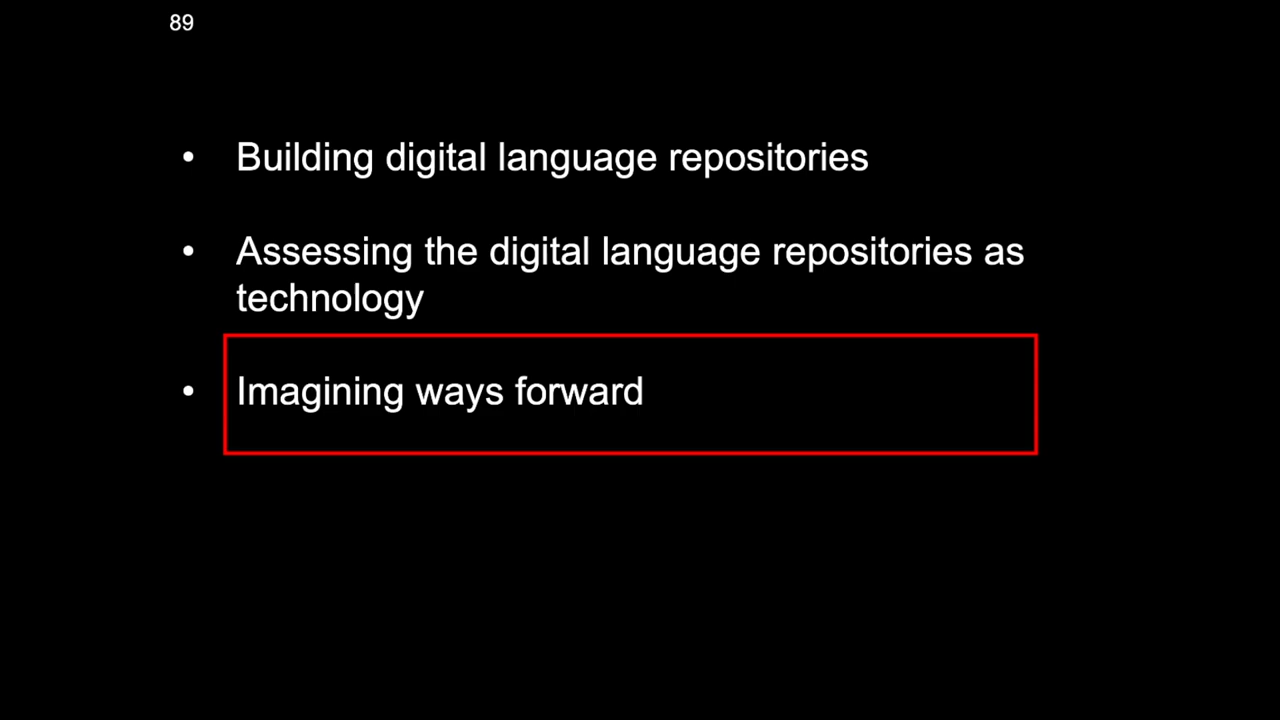 89
• Building digital language repositories
• Assessing the digital language repositories as
technology
• Imagining ways forward